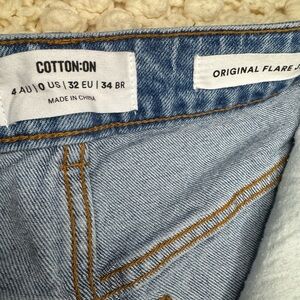 COTTON:ON
4 AU | 0 US | 32 EU | 34 BR
MADE IN CHINA
ORIGINAL FLARE